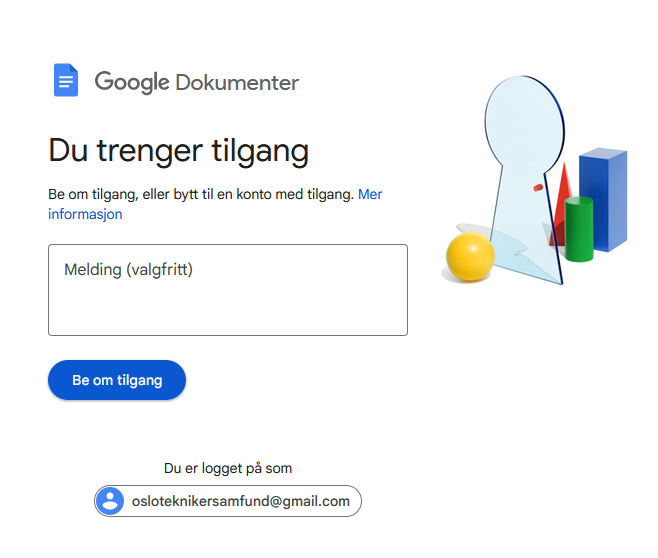 Google Dokumenter
Du trenger tilgang
Be om tilgang, eller bytt til en konto med tilgang. Mer
informasjon
Melding (valgfritt)
Be om tilgang
Du er logget på som
osloteknikersamfund@gmail.com